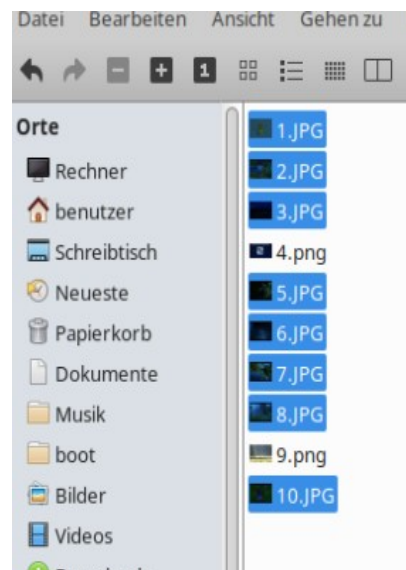 Datei Bearbeiten Ansicht Gehen zu
1
Orte
Rechner
benutzer
Schreibtisch
Neueste
Papierkorb
Dokumente
Musik
boot
Bilder
Videos
1.JPG
2.JPG
3.JPG
4.png
5.JPG
6.JPG
7.JPG
8.JPG
9.png
10.JPG